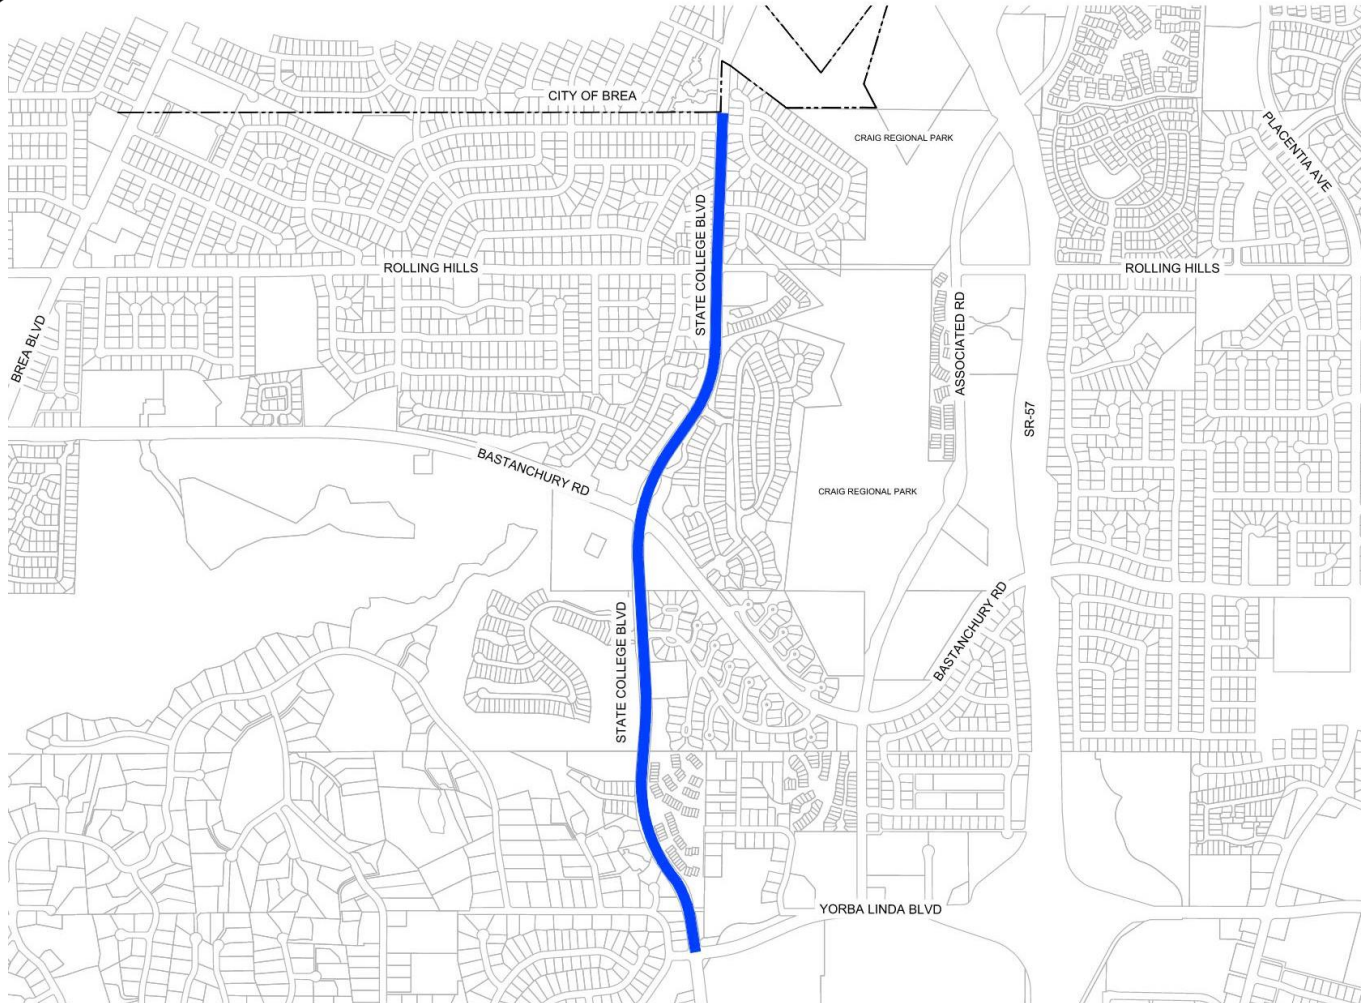 CITY OF BREA
CRAIG REGIONAL PARK
PLACENTIA AVE
STATE COLLEGE BLVD
ROLLING HILLS
ROLLING HILLS
BREA BLVD
ASSOCIATED RD
SR-57
BASTANCHURY RD
CRAIG REGIONAL PARK
BASTANCHURY RD
STATE COLLEGE BLVD
YORBA LINDA BLVD